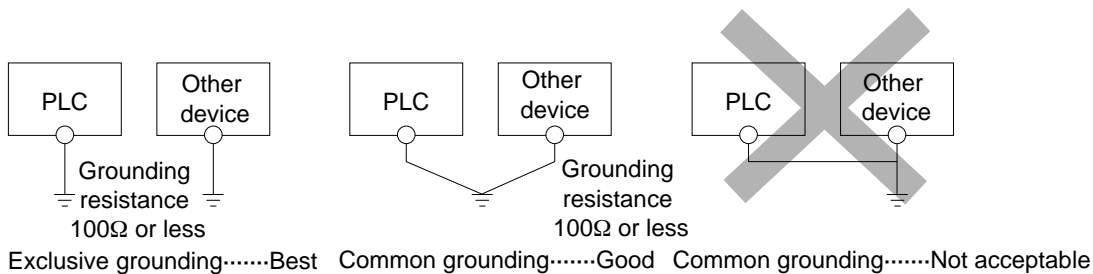 PLC
Other
device
Grounding
resistance
100Ω or less
Exclusive grounding.......Best
PLC
Other
device
Grounding
resistance
100Ω or less
Common grounding.......Good
PLC
Other
device
Common grounding.......Not acceptable